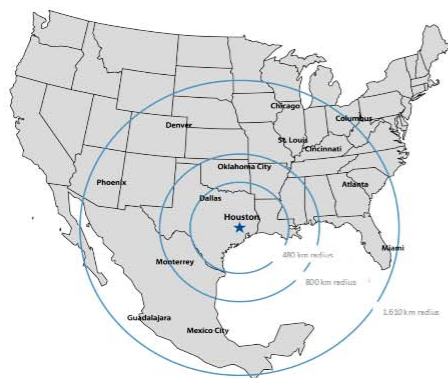 Chicago
Columbus
Denver
St. Louis
Cincinnati
Oklahoma City
Phoenix
Atlanta
Dallas
Houston
Miami
480 km radius
Monterrey
800 km radius
1,610 km radius
Guadalajara
Mexico City